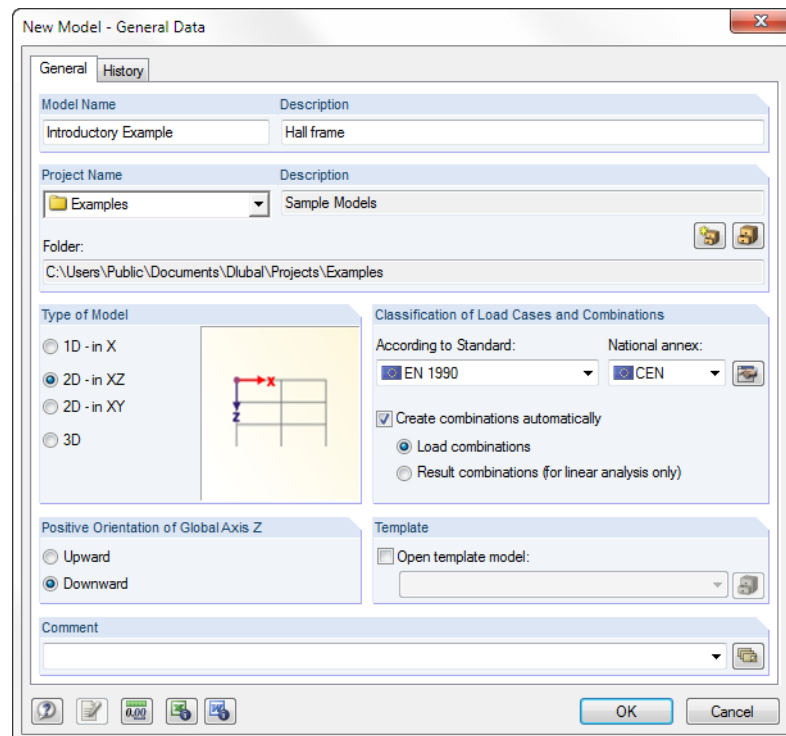 New Model - General Data
General History
Model Name Description
Introductory Example Hall frame
Project Name Description
Examples Sample Models
Folder:
C:\Users\Public\Documents\Dlubal\Projects\Examples
Type of Model
1D - in X
2D - in XZ
2D - in XY
3D
X
Z
Classification of Load Cases and Combinations
According to Standard: National annex:
EN 1990 CEN
Create combinations automatically
Load combinations
Result combinations (for linear analysis only)
Positive Orientation of Global Axis Z
Upward
Downward
Template
Open template model:
Comment
0.00
OK Cancel